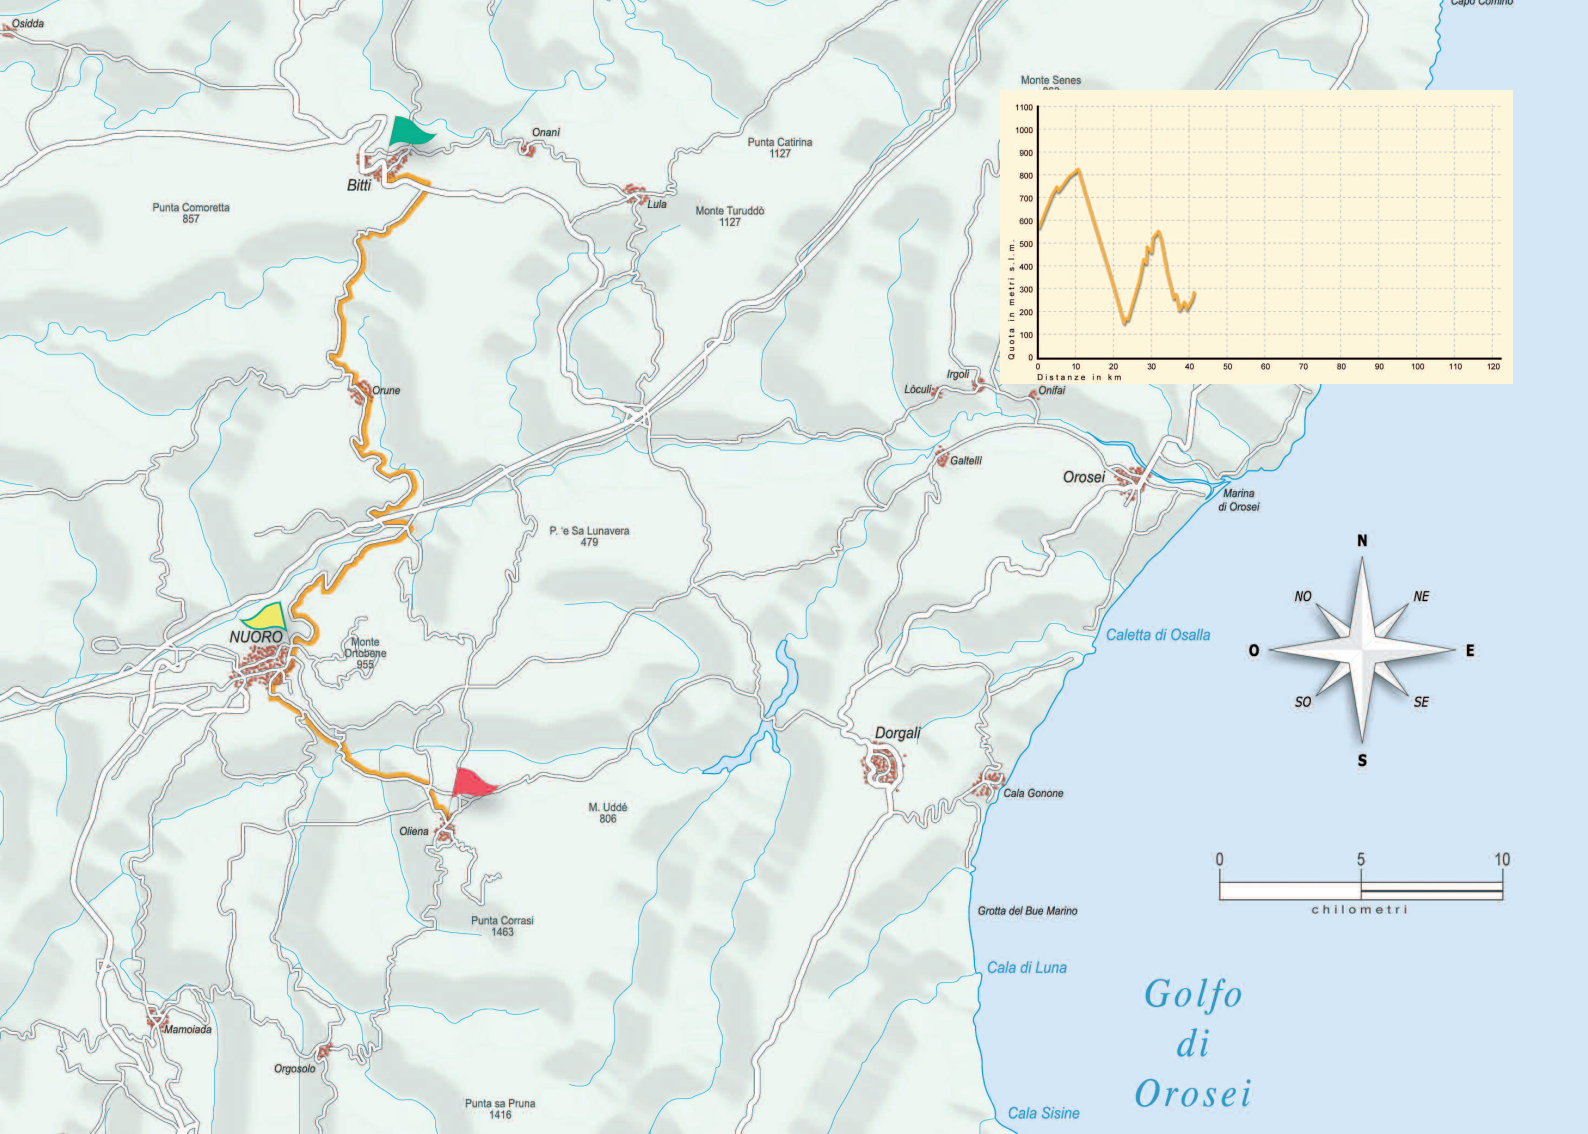 Capo Comino
Osidda
Monte Senes
Onanì
Punta Catirina
1127
Bitti
Lula
Punta Comoretta
857
Monte Turuddò
1127
Orune
Irgoli
Lòculi
Onifai
Galtellì
Orosei
Marina
di Orosei
P. 'e Sa Lunavera
479
NUORO
Monte
Ortobene
955
Caletta di Osalla
Dorgali
Cala Gonone
M. Uddé
806
Oliena
Punta Corrasi
1463
Grotta del Bue Marino
Cala di Luna
Mamoiada
Orgosolo
Punta sa Pruna
1416
Cala Sisine
Golfo
di
Orosei
1100
1000
900
800
700
600
500
400
300
200
100
0
Quota in metri s.l.m.
0 10 20 30 40 50 60 70 80 90 100 110 120
Distanze in km
N
NO NE
O E
SO SE
S
0 5 10
chilometri